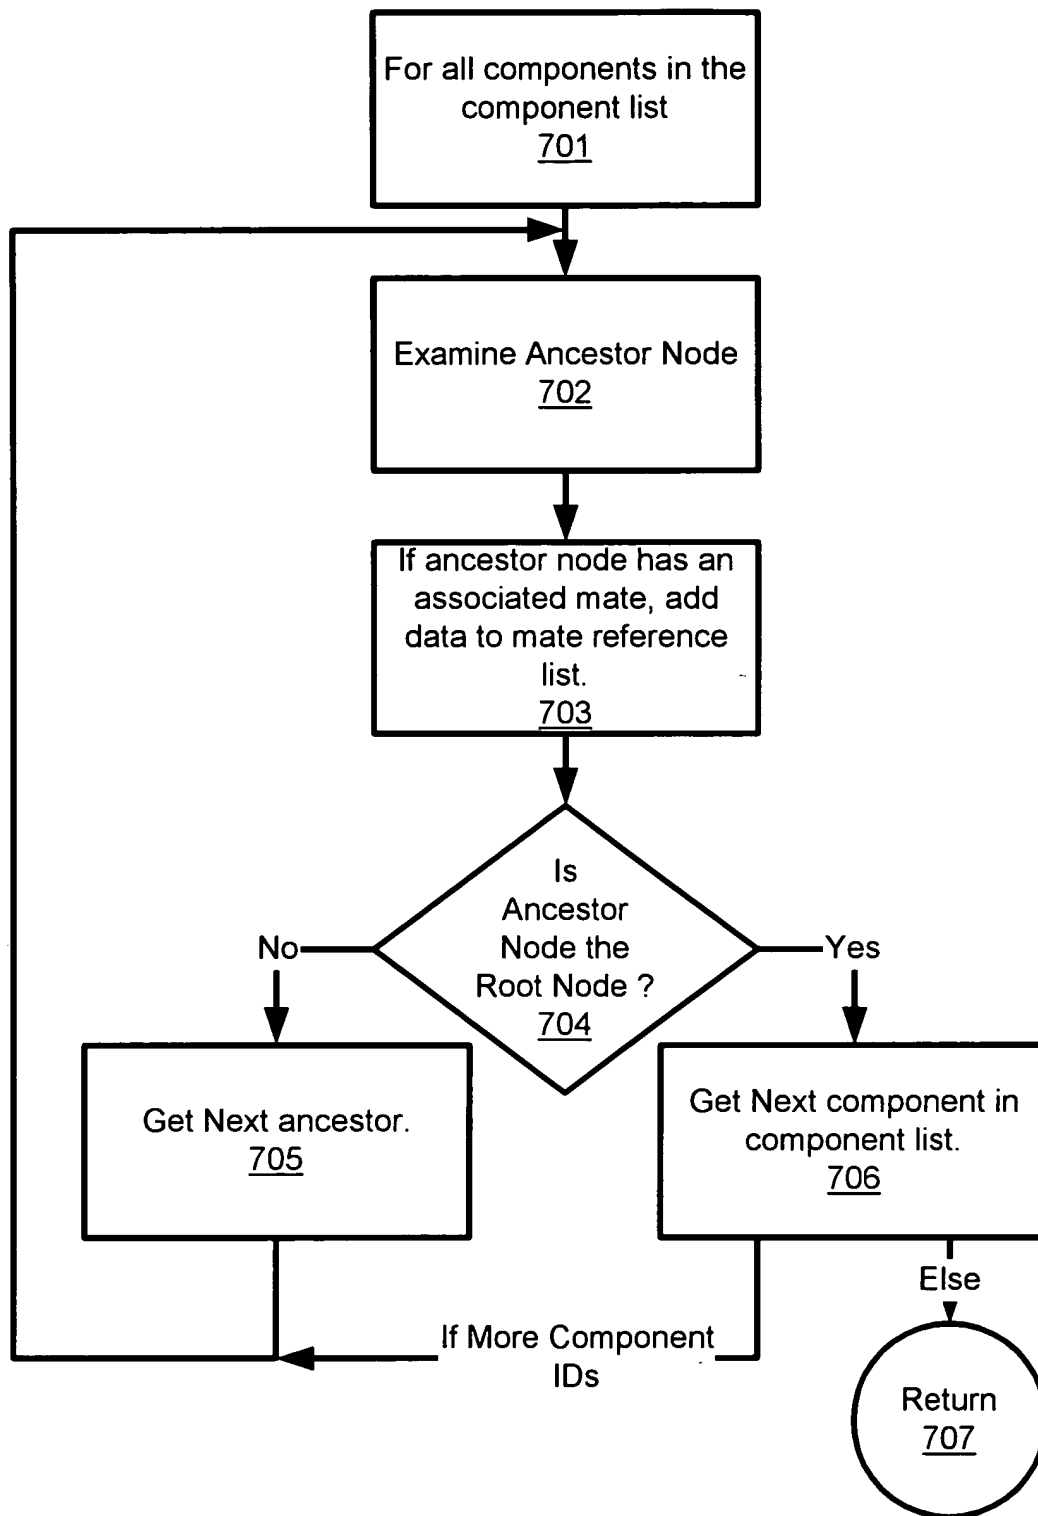 For all components in the
component list
701
Examine Ancestor Node
702
If ancestor node has an
associated mate, add
data to mate reference
list.
703
Is
Ancestor
Node the
Root Node ?
704
No
Yes
Get Next ancestor.
705
Get Next component in
component list.
706
Else
If More Component
IDs
Return
707